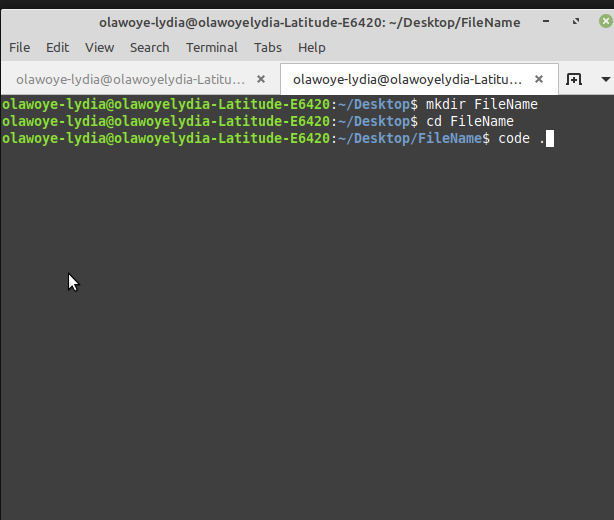 olawoye-lydia@olawoyelydia-Latitude-E6420: ~/Desktop/FileName
File Edit View Search Terminal Tabs Help
olawoye-lydia@olawoyelydia-Latitu... olawoye-lydia@olawoyelydia-Latitu...
olawoye-lydia@olawoyelydia-Latitude-E6420:~/Desktop$ mkdir FileName
olawoye-lydia@olawoyelydia-Latitude-E6420:~/Desktop$ cd FileName
olawoye-lydia@olawoyelydia-Latitude-E6420:~/Desktop/FileName$ code .